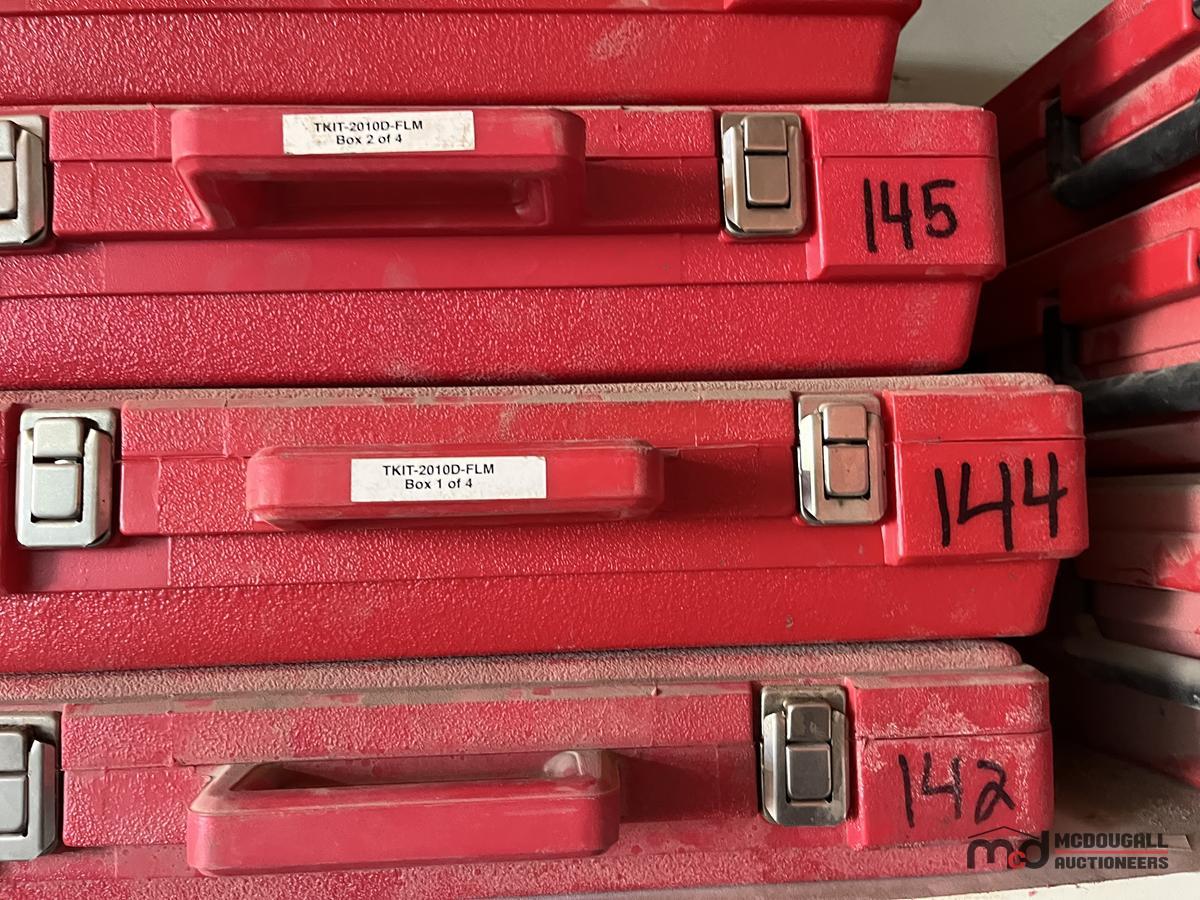 TKIT-2010D-FLM
Box 2 of 4
145
TKIT-2010D-FLM
Box 1 of 4
144
142
mcd MCDOUGALL
AUCTIONEERS